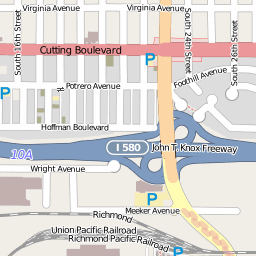 Virginia Avenue
Virginia Avenue
South 16th Street
Cutting Boulevard
South 24th Street
South 26th Street
P
Foothill Avenue
Potrero Avenue
P
Hoffman Boulevard
I 580
John T. Knox Freeway
10A
Wright Avenue
P
P
Richmond
Meeker Avenue
Union Pacific Railroad
Richmond Pacific Railroad
P